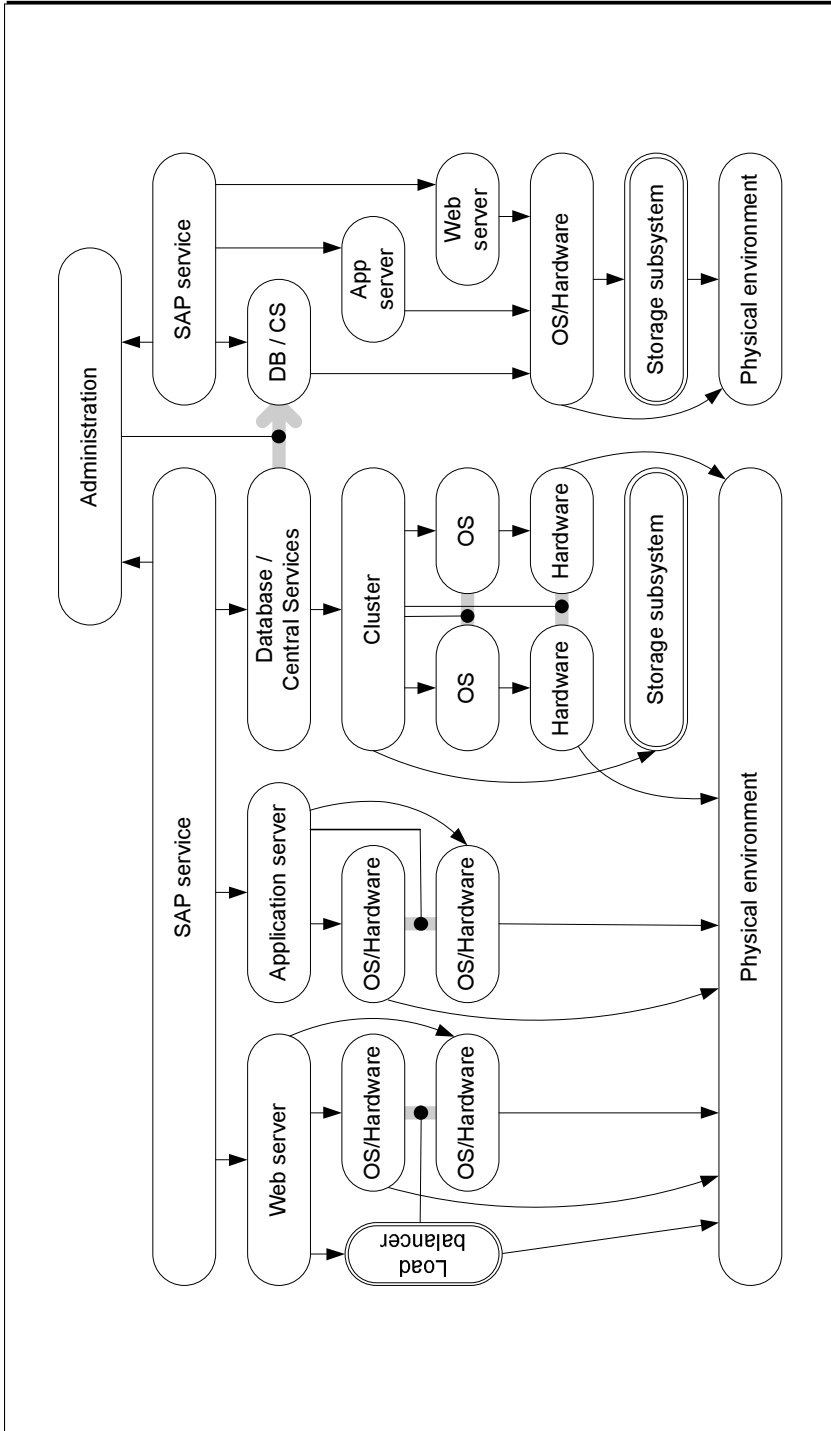 Administration
SAP service
SAP service
Web server
Application server
Database /
Central Services
DB / CS
Load
balancer
OS/Hardware
OS/Hardware
Cluster
App
server
OS/Hardware
OS/Hardware
OS
OS
Web
server
Hardware
Hardware
OS/Hardware
Storage subsystem
Storage subsystem
Physical environment
Physical environment